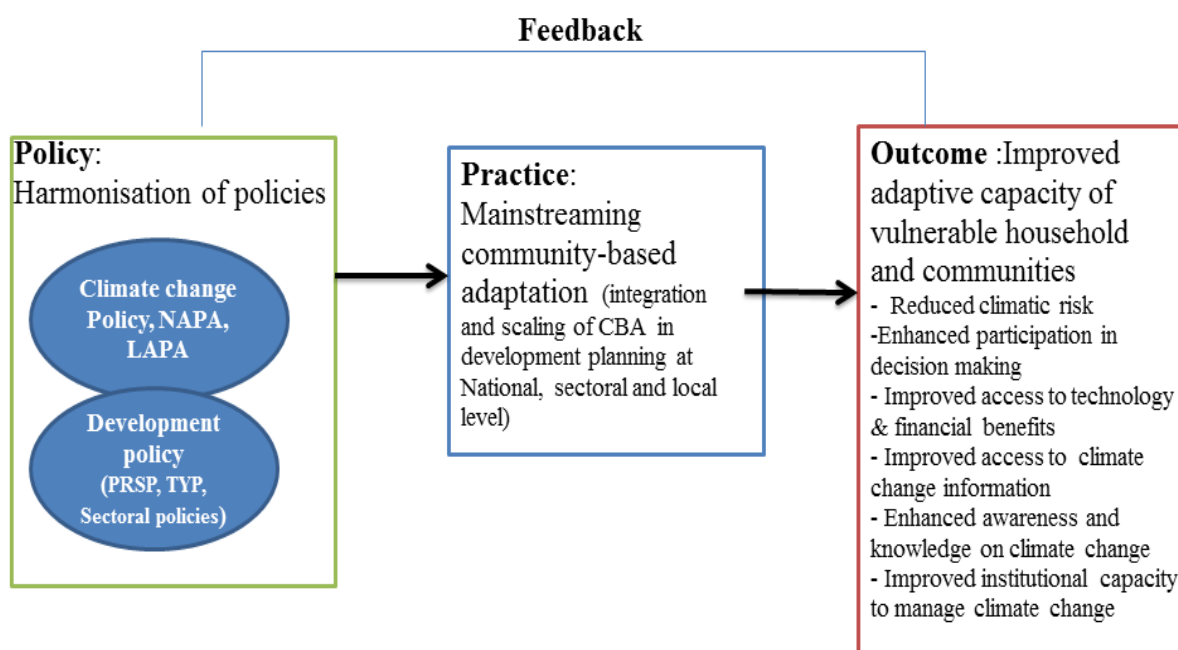 Feedback
Policy:
Harmonisation of policies
Climate change
Policy, NAPA,
LAPA
Development
policy
(PRSP, TYP,
Sectoral policies)
Practice:
Mainstreaming
community-based
adaptation (integration
and scaling of CBA in
development planning at
National, sectoral and local
level)
Outcome :Improved
adaptive capacity of
vulnerable household
and communities
- Reduced climatic risk
-Enhanced participation in
decision making
- Improved access to technology
& financial benefits
- Improved access to climate
change information
- Enhanced awareness and
knowledge on climate change
- Improved institutional capacity
to manage climate change